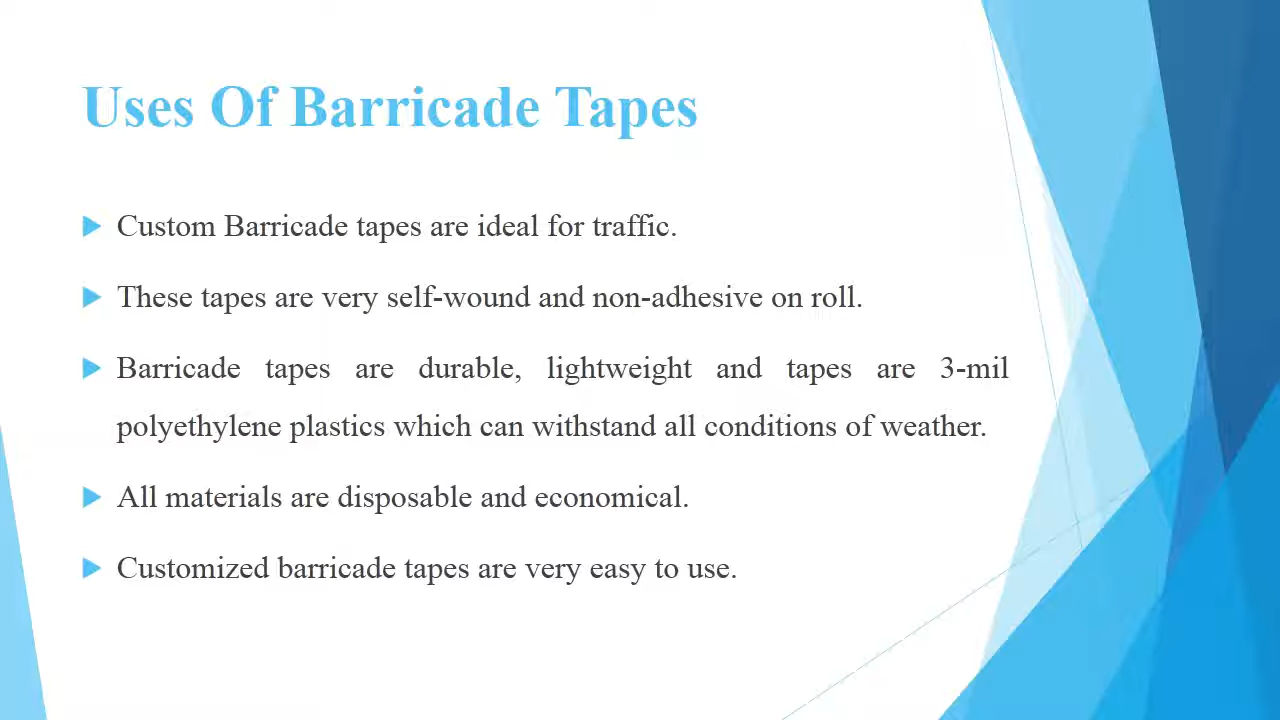 Uses Of Barricade Tapes
Custom Barricade tapes are ideal for traffic.
These tapes are very self-wound and non-adhesive on roll.
Barricade tapes are durable, lightweight and tapes are 3-mil
polyethylene plastics which can withstand all conditions of weather.
All materials are disposable and economical.
Customized barricade tapes are very easy to use.